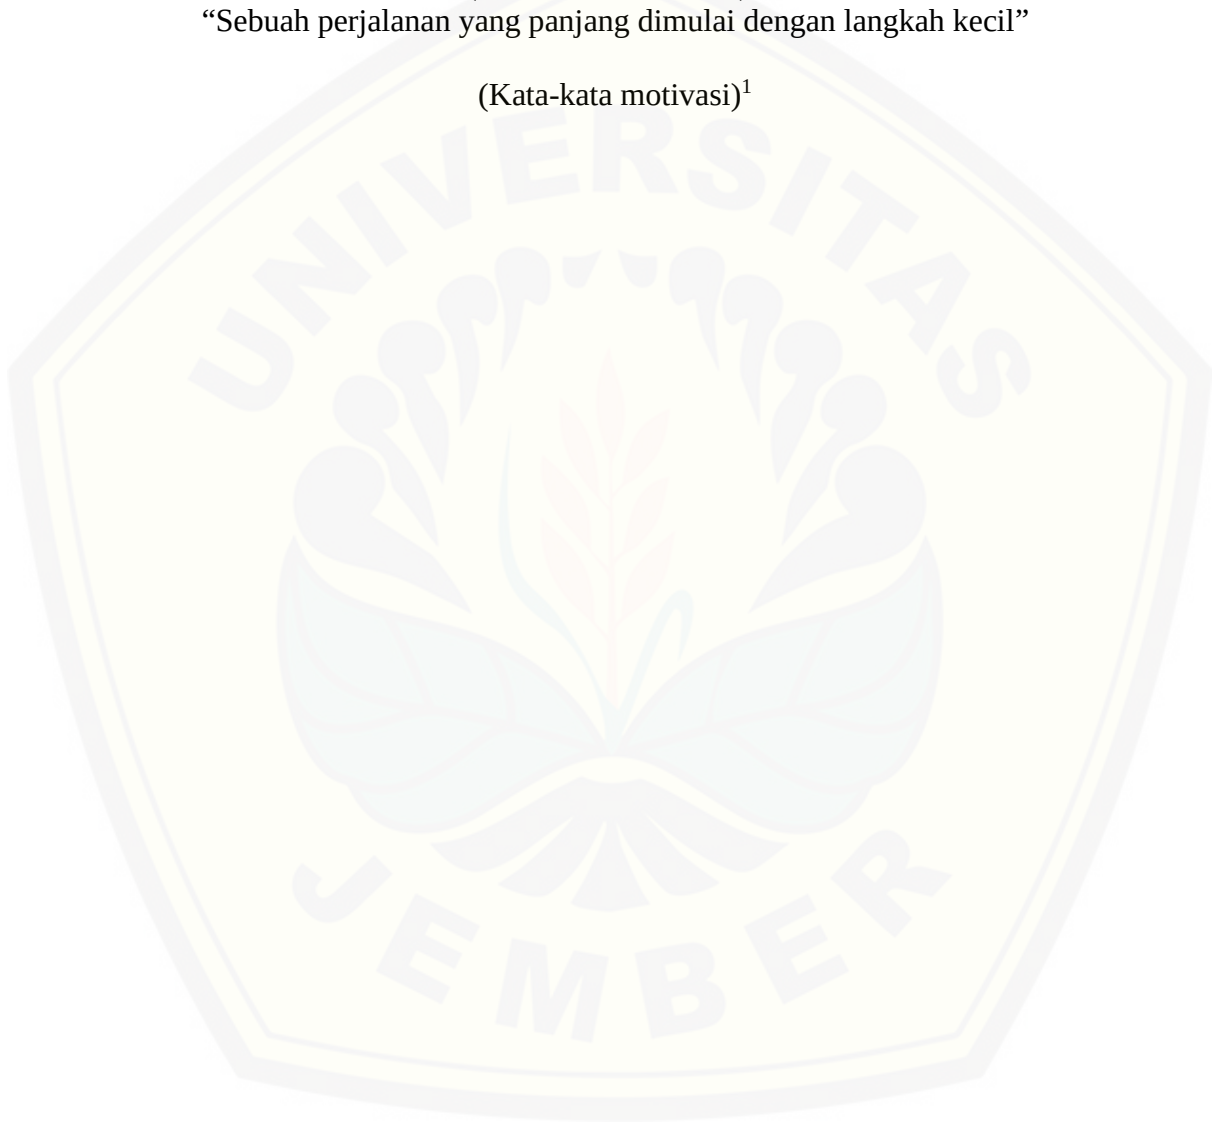 “Sebuah perjalanan yang panjang dimulai dengan langkah kecil”
(Kata-kata motivasi)1
UNIVERSITAS
JEMBER